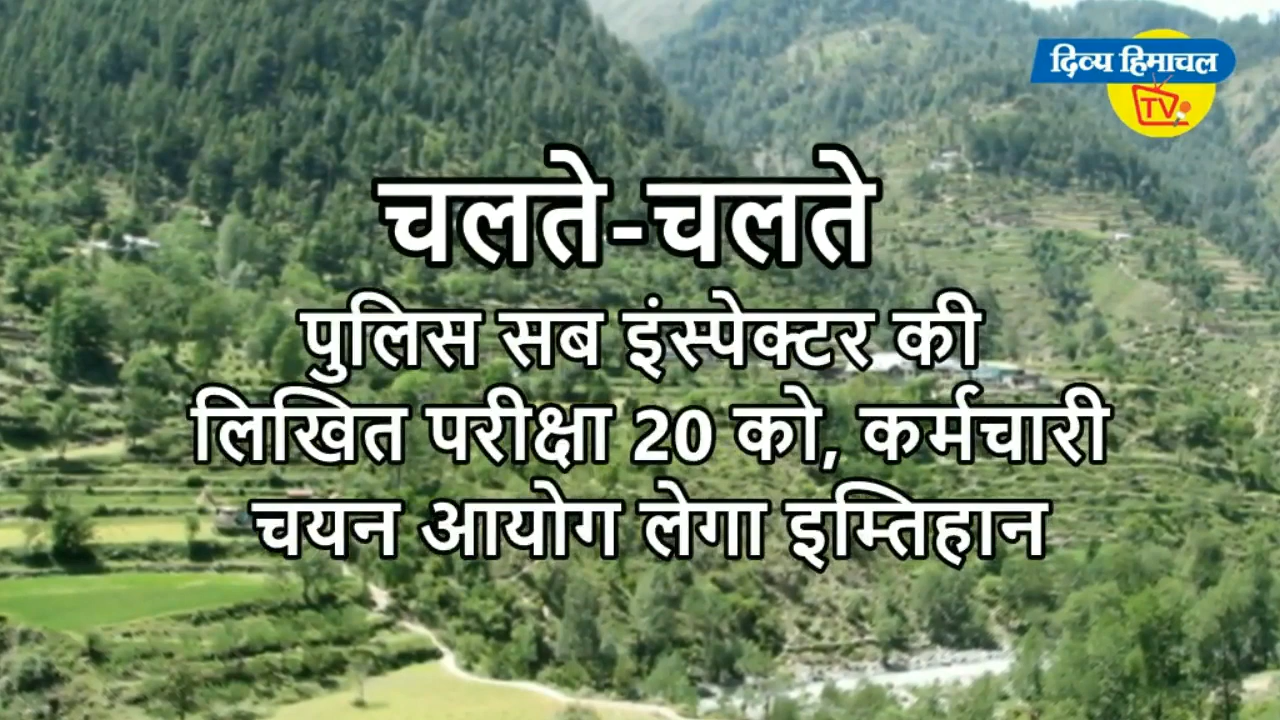 दिव्य हिमाचल
TV
चलते-चलते
पुलिस सब इंस्पेक्टर की
लिखित परीक्षा 20 को, कर्मचारी
चयन आयोग लेगा इम्तिहान